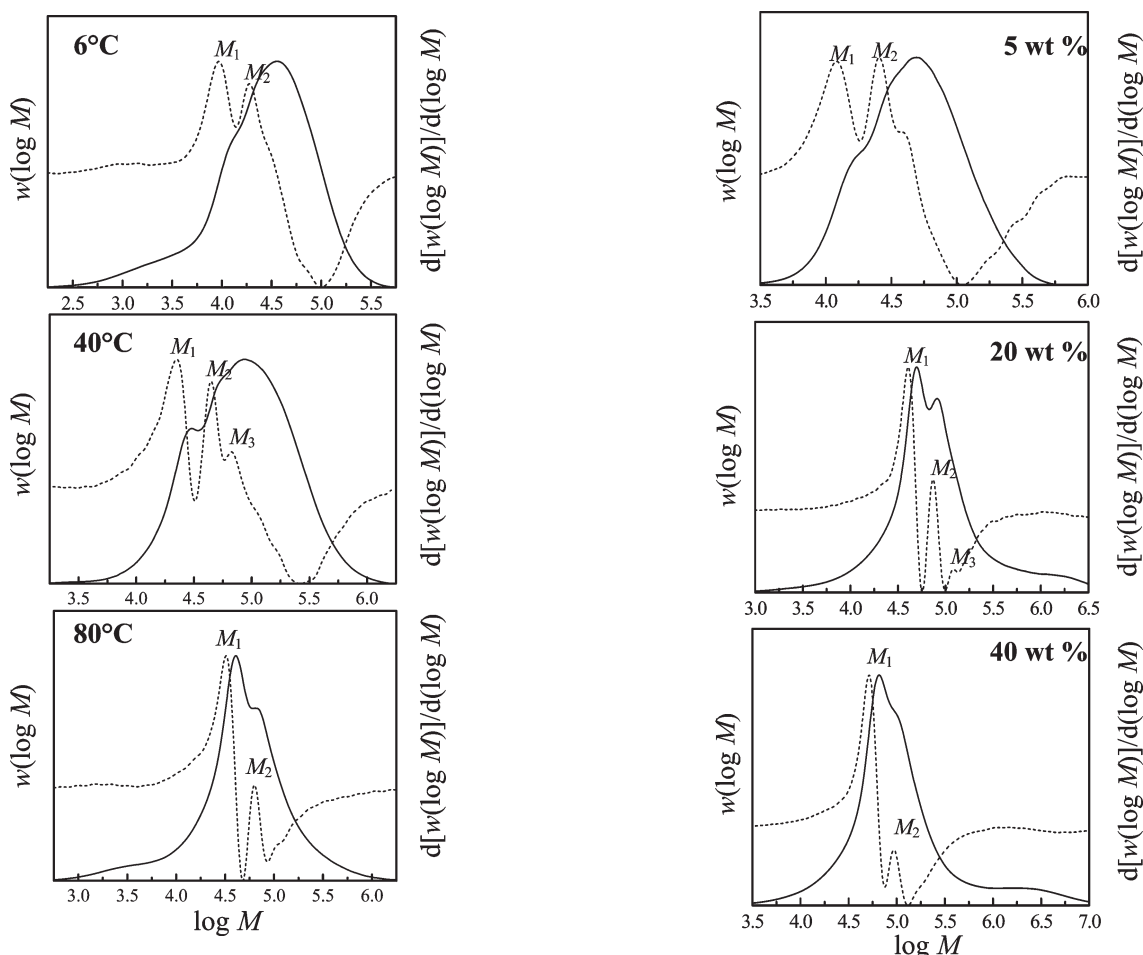 6°C
M1
M2
w(log M)
d[w(log M)]/d(log M)
2.5 3.0 3.5 4.0 4.5 5.0 5.5
40°C
M1
M2
M3
w(log M)
d[w(log M)]/d(log M)
3.5 4.0 4.5 5.0 5.5 6.0
80°C
M1
M2
w(log M)
d[w(log M)]/d(log M)
3.0 3.5 4.0 4.5 5.0 5.5 6.0
log M
5 wt %
M1
M2
w(log M)
d[w(log M)]/d(log M)
3.5 4.0 4.5 5.0 5.5 6.0
20 wt %
M1
M2
M3
w(log M)
d[w(log M)]/d(log M)
3.0 3.5 4.0 4.5 5.0 5.5 6.0 6.5
40 wt %
M1
M2
w(log M)
d[w(log M)]/d(log M)
3.5 4.0 4.5 5.0 5.5 6.0 6.5 7.0
log M